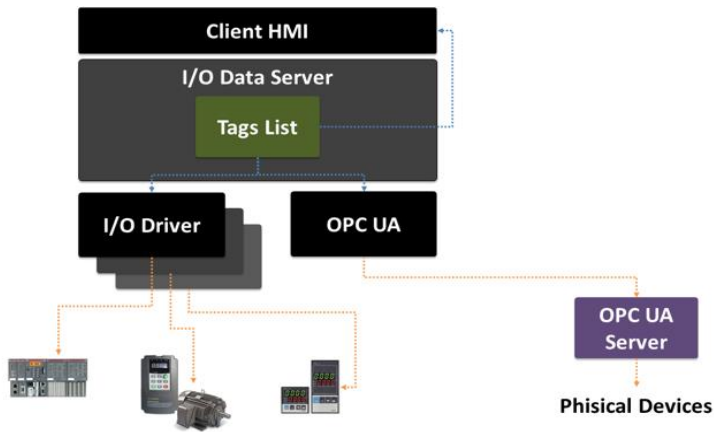 Client HMI
I/O Data Server
Tags List
I/O Driver
OPC UA
OPC UA
Server
Phisical Devices